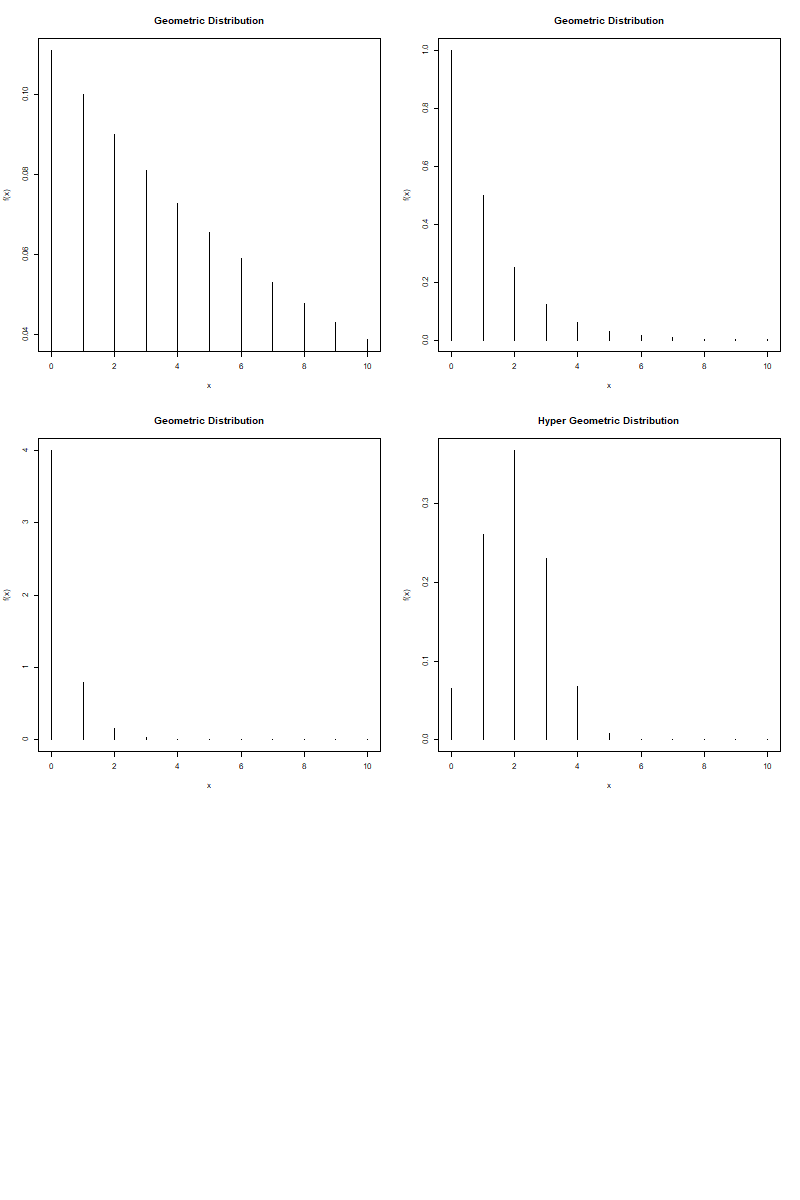 Geometric Distribution
f(x)
0.10
0.08
0.06
0.04
0 2 4 6 8 10
x
Geometric Distribution
f(x)
1.0
0.8
0.6
0.4
0.2
0.0
0 2 4 6 8 10
x
Geometric Distribution
f(x)
4
3
2
1
0
0 2 4 6 8 10
x
Hyper Geometric Distribution
f(x)
0.3
0.2
0.1
0.0
0 2 4 6 8 10
x